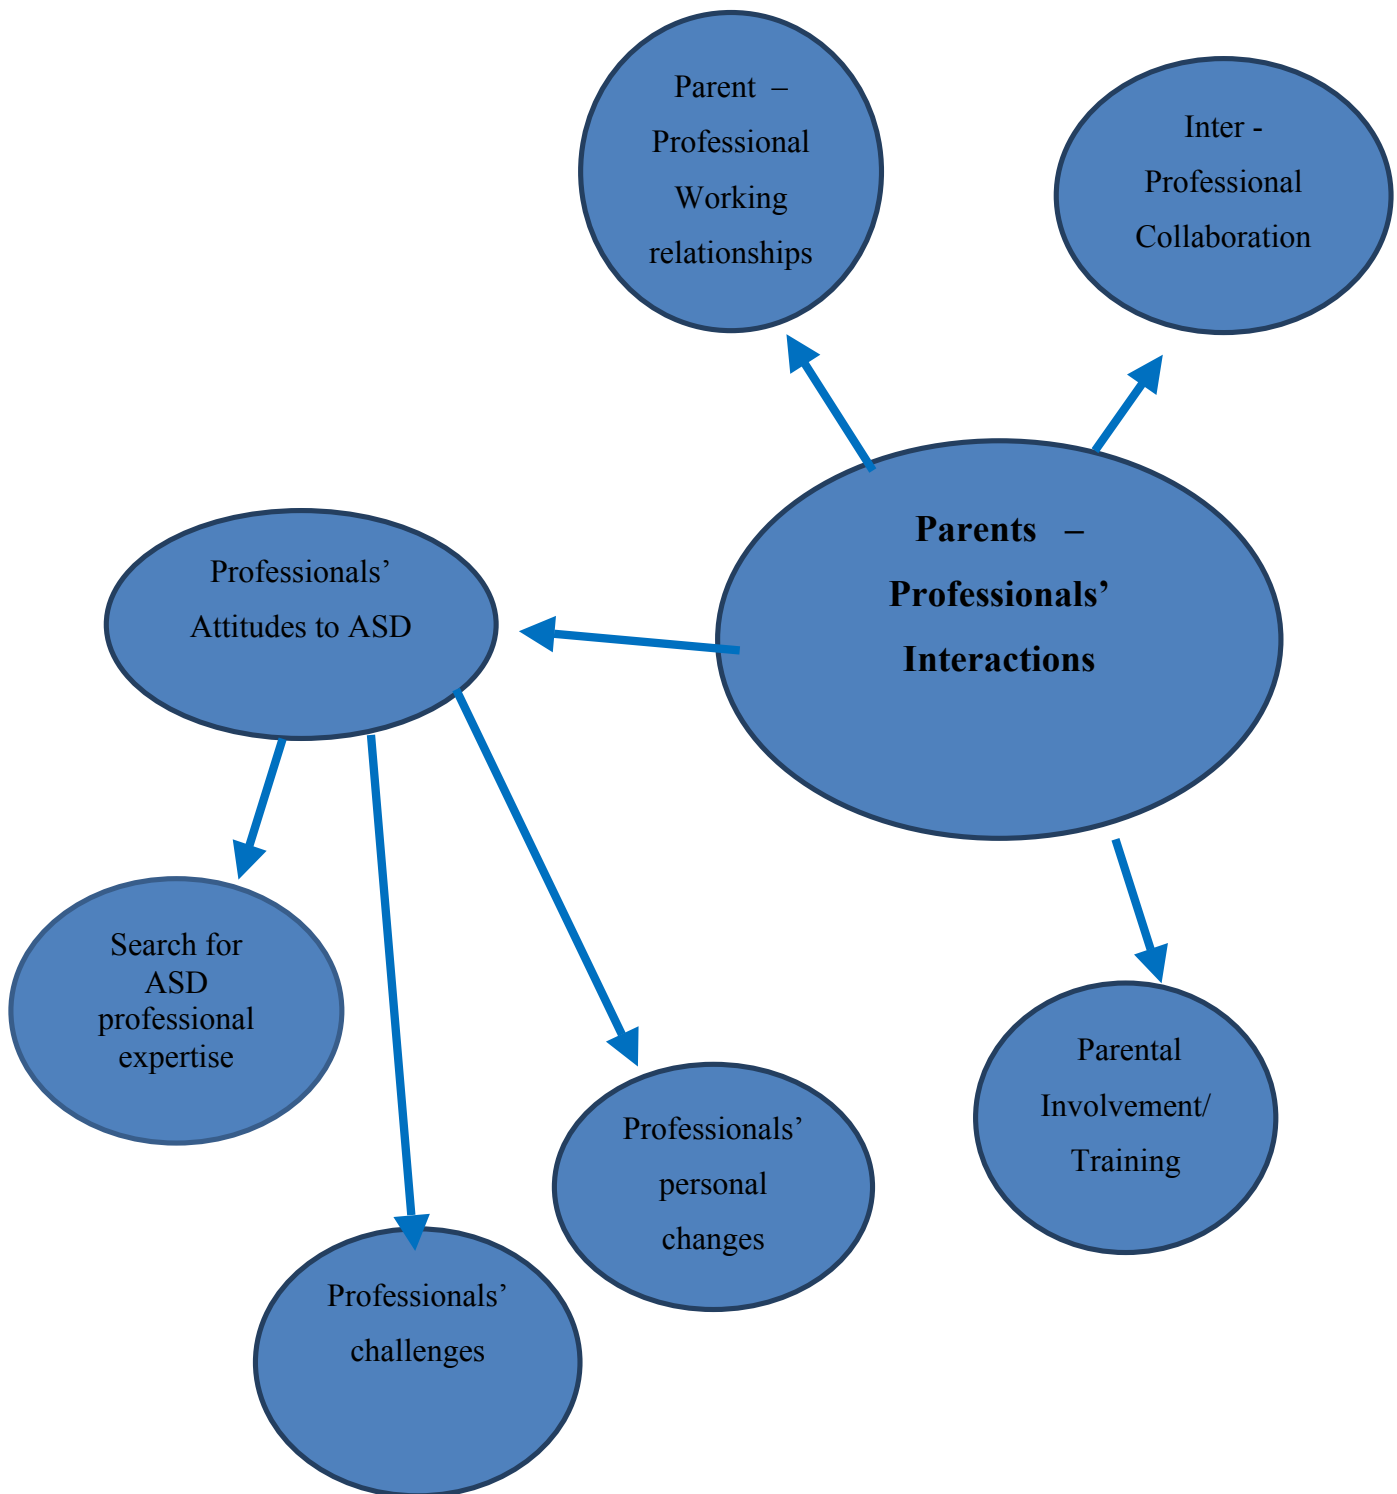 Parent –
Professional
Working
relationships
Inter -
Professional
Collaboration
Parents –
Professionals’
Interactions
Professionals’
Attitudes to ASD
Search for
ASD
professional
expertise
Professionals’
personal
changes
Parental
Involvement/
Training
Professionals’
challenges